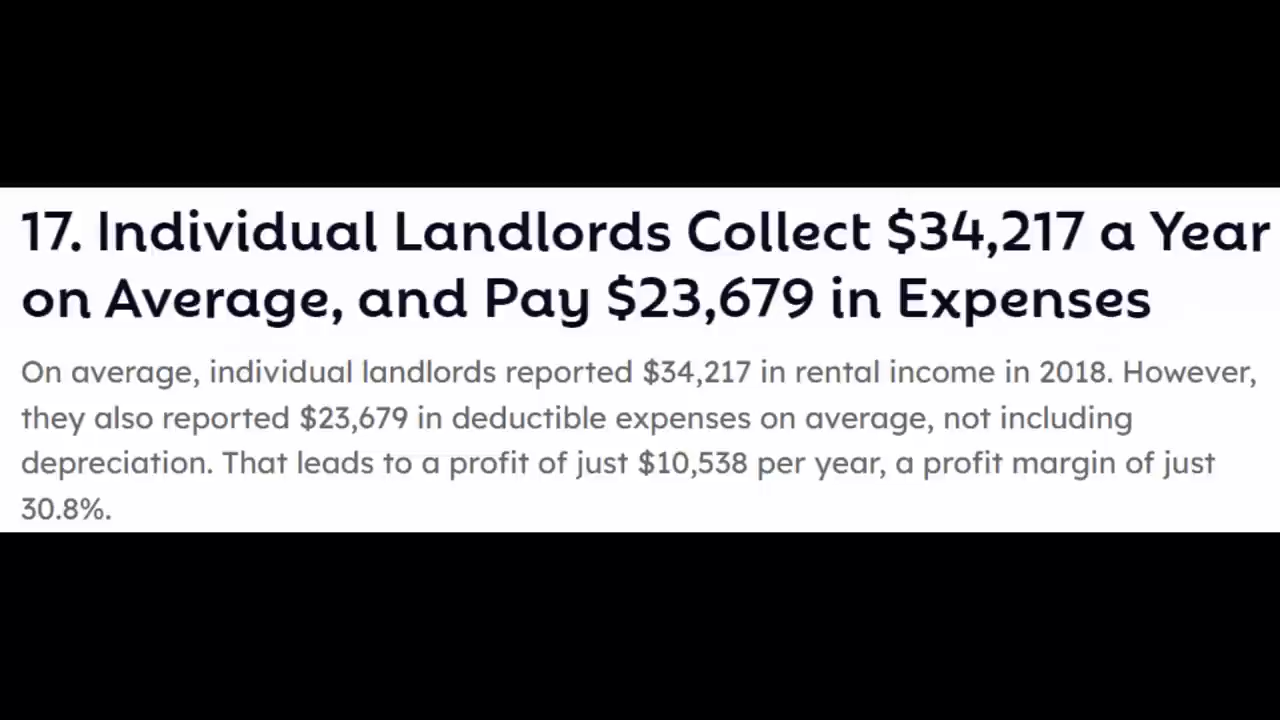 17. Individual Landlords Collect $34,217 a Year
on Average, and Pay $23,679 in Expenses
On average, individual landlords reported $34,217 in rental income in 2018. However,
they also reported $23,679 in deductible expenses on average, not including
depreciation. That leads to a profit of just $10,538 per year, a profit margin of just
30.8%.